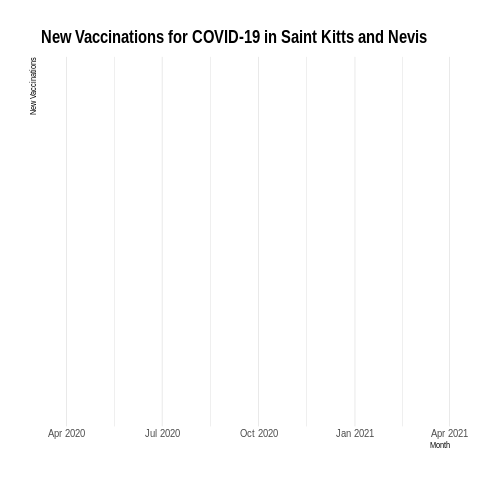 New Vaccinations for COVID-19 in Saint Kitts and Nevis
New Vaccinations
Apr 2020 Jul 2020 Oct 2020 Jan 2021 Apr 2021
Month